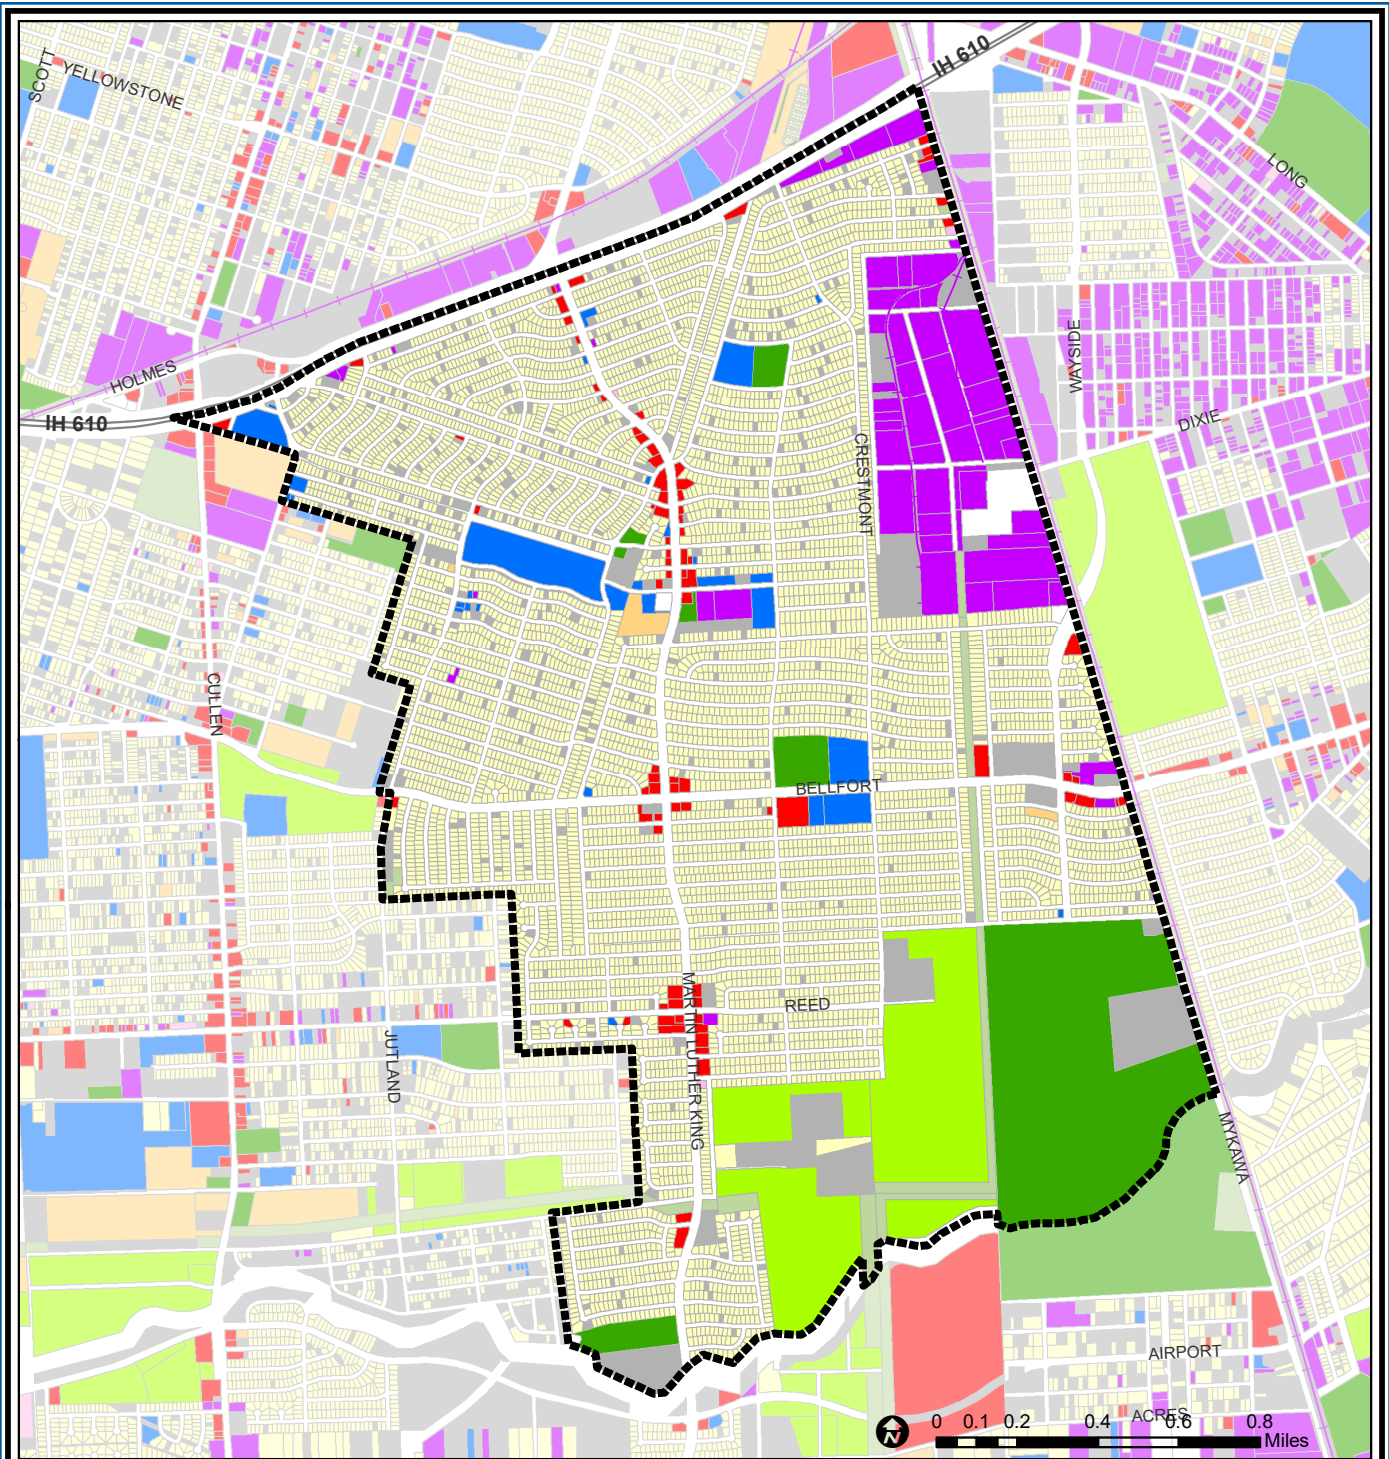 IH 610
SCOTT
YELLOWSTONE
LONG
WAYSIDE
HOLMES
IH 610
DIXIE
CRESTMONT
CULLEN
BELLFORT
MARTIN LUTHER KING
REED
JUTLAND
MYKAWA
AIRPORT
ACRES
N
0 0.1 0.2 0.4 0.6 0.8
Miles